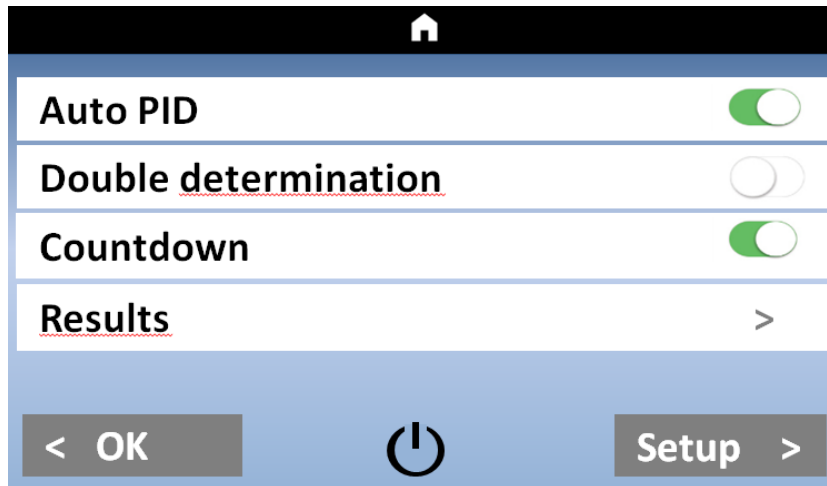 Auto PID
Double determination
Countdown
Results >
< OK
Setup >